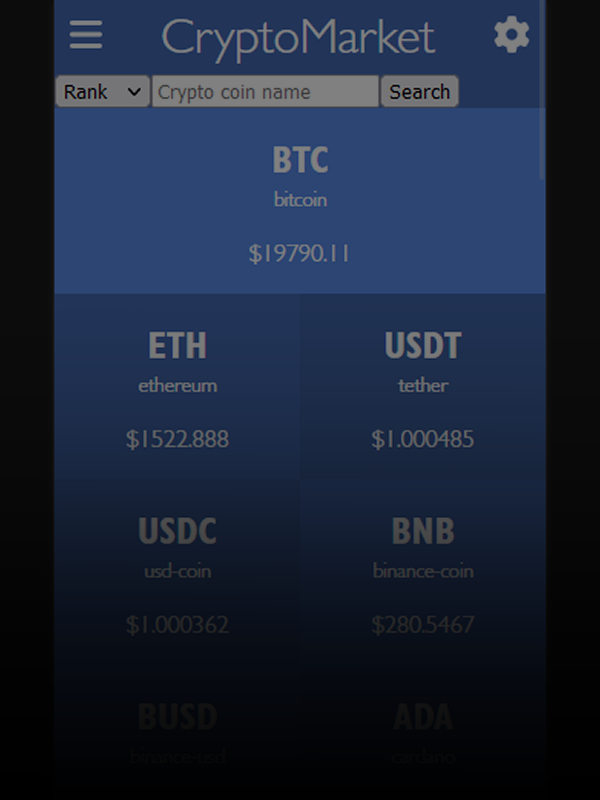 CryptoMarket
Rank Crypto coin name Search
BTC
bitcoin
$19790.11
ETH USDT
ethereum tether
$1522.888 $1.000485
USDC BNB
usd-coin binance-coin
$1.000362 $280.5467
BUSD ADA
binance-usd cardano